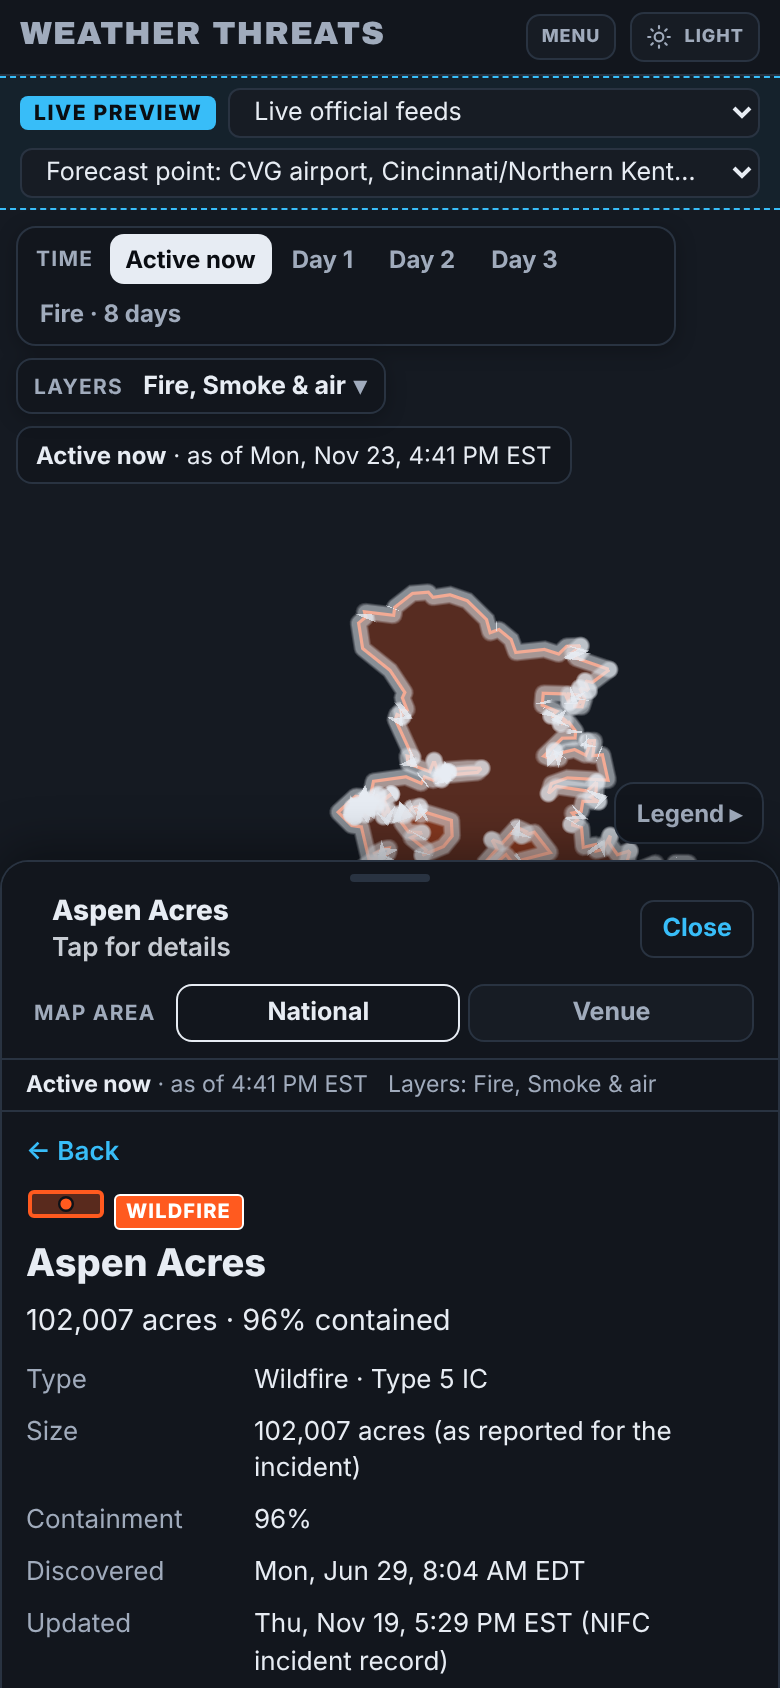 WEATHER THREATS
MENU
LIGHT
LIVE PREVIEW
Live official feeds
Forecast point: CVG airport, Cincinnati/Northern Kent...
TIME Active now Day 1 Day 2 Day 3
Fire · 8 days
LAYERS Fire, Smoke & air ▾
Active now · as of Mon, Nov 23, 4:41 PM EST
Legend ▸
Aspen Acres
Tap for details
Close
MAP AREA National Venue
Active now · as of 4:41 PM EST Layers: Fire, Smoke & air
← Back
WILDFIRE
Aspen Acres
102,007 acres · 96% contained
Type Wildfire · Type 5 IC
Size 102,007 acres (as reported for the
incident)
Containment 96%
Discovered Mon, Jun 29, 8:04 AM EDT
Updated Thu, Nov 19, 5:29 PM EST (NIFC
incident record)